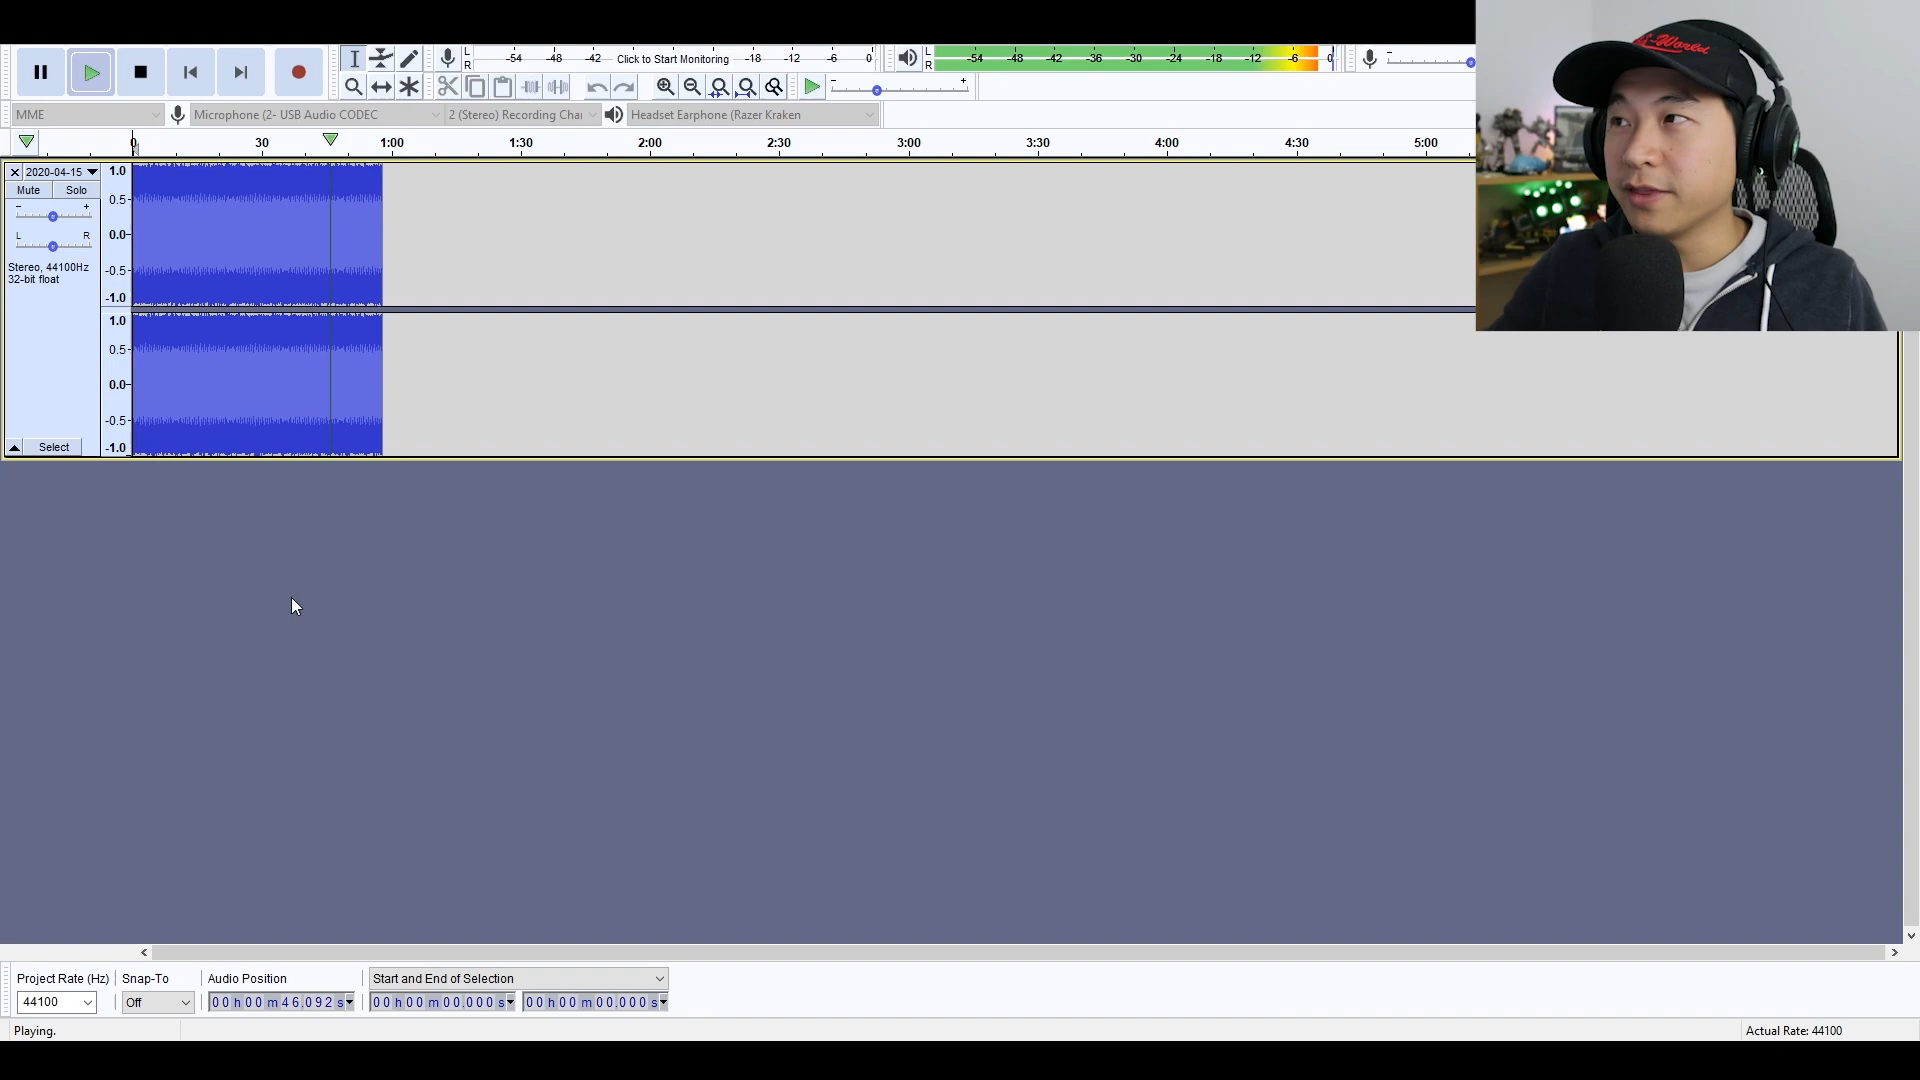 L
R
-54 -48 -42 Click to Start Monitoring -18 -12 -6 0
L
R
-54 -48 -42 -36 -30 -24 -18 -12 -6 0
- +
MME
Microphone (2- USB Audio CODEC
2 (Stereo) Recording Chai
Headset Earphone (Razer Kraken
0 30 1:00 1:30 2:00 2:30 3:00 3:30 4:00 4:30 5:00
2020-04-15
Mute Solo
- +
L R
Stereo, 44100Hz
32-bit float
Select
1.0
0.5
0.0
-0.5
-1.0
1.0
0.5
0.0
-0.5
-1.0
Project Rate (Hz) Snap-To Audio Position Start and End of Selection
44100 Off 00 h 00 m 46.092 s 00 h 00 m 00.000 s 00 h 00 m 00.000 s
Playing.
Actual Rate: 44100